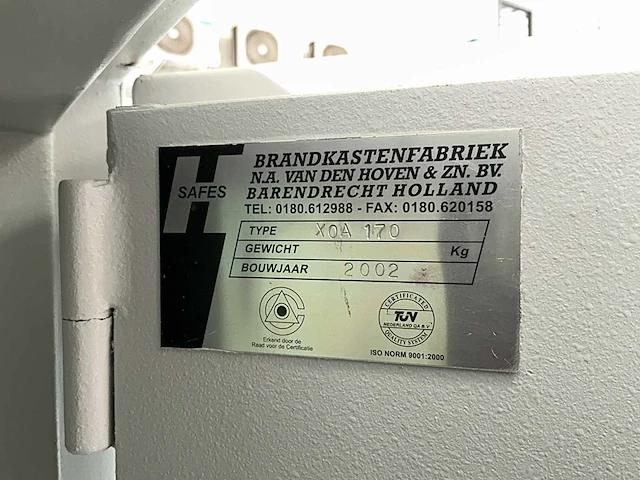 H
SAFES
BRANDKASTENFABRIEK
N.A. VAN DEN HOVEN & ZN. BV.
BARENDRECHT HOLLAND
TEL: 0180.612988 - FAX: 0180.620158
TYPE XOA 170
GEWICHT Kg
BOUWJAAR 2002
Erkend door de
Raad voor de Certificatie
CERTIFICATED
TÜV
NEDERLAND QA B.V.
QUALITY SYSTEM
ISO NORM 9001:2000